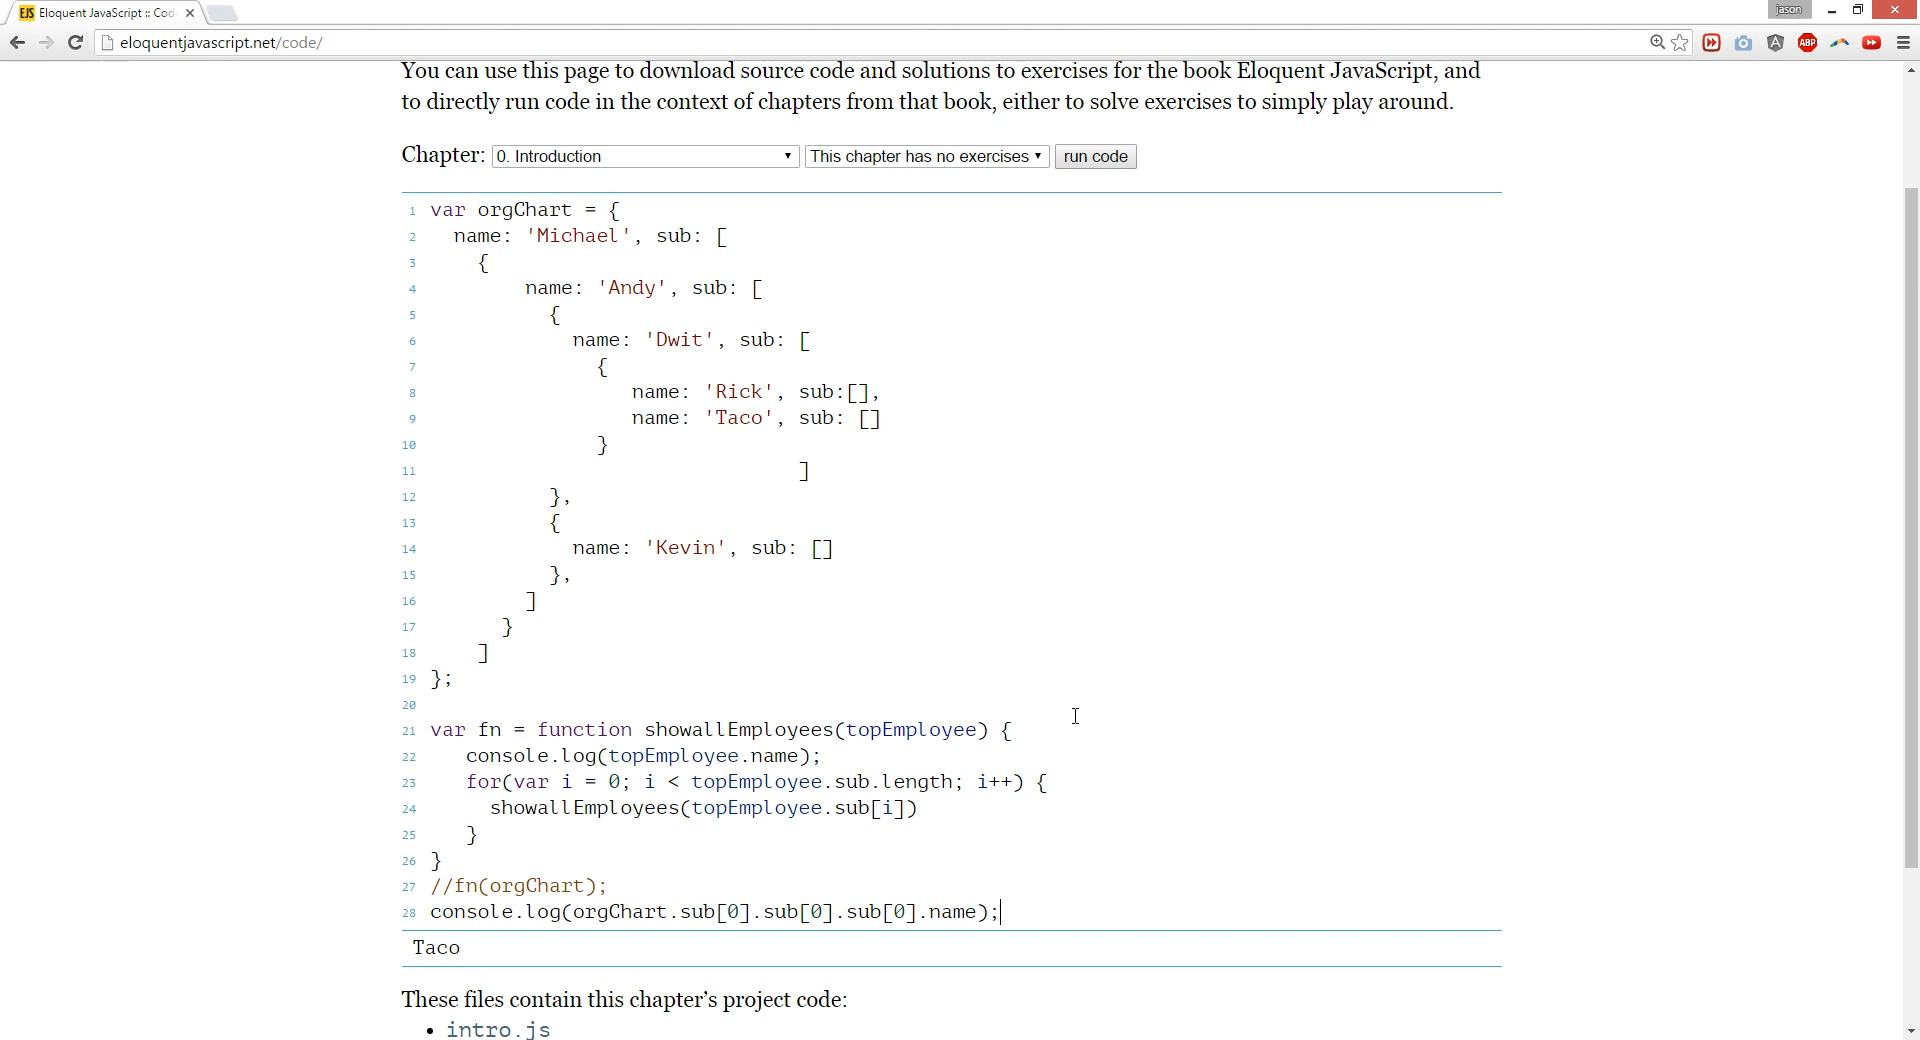 Eloquent JavaScript :: Cod
jason
eloquentjavascript.net/code/
ABP
You can use this page to download source code and solutions to exercises for the book Eloquent JavaScript, and
to directly run code in the context of chapters from that book, either to solve exercises to simply play around.
Chapter: 0. Introduction This chapter has no exercises run code
1 var orgChart = {
2 name: 'Michael', sub: [
3 {
4 name: 'Andy', sub: [
5 {
6 name: 'Dwit', sub: [
7 {
8 name: 'Rick', sub:[],
9 name: 'Taco', sub: []
10 }
11 ]
12 },
13 {
14 name: 'Kevin', sub: []
15 },
16 ]
17 }
18 ]
19 };
20
21 var fn = function showallEmployees(topEmployee) {
22 console.log(topEmployee.name);
23 for(var i = 0; i < topEmployee.sub.length; i++) {
24 showallEmployees(topEmployee.sub[i])
25 }
26 }
27 //fn(orgChart);
28 console.log(orgChart.sub[0].sub[0].sub[0].name);
Taco
These files contain this chapter’s project code:
• intro.js